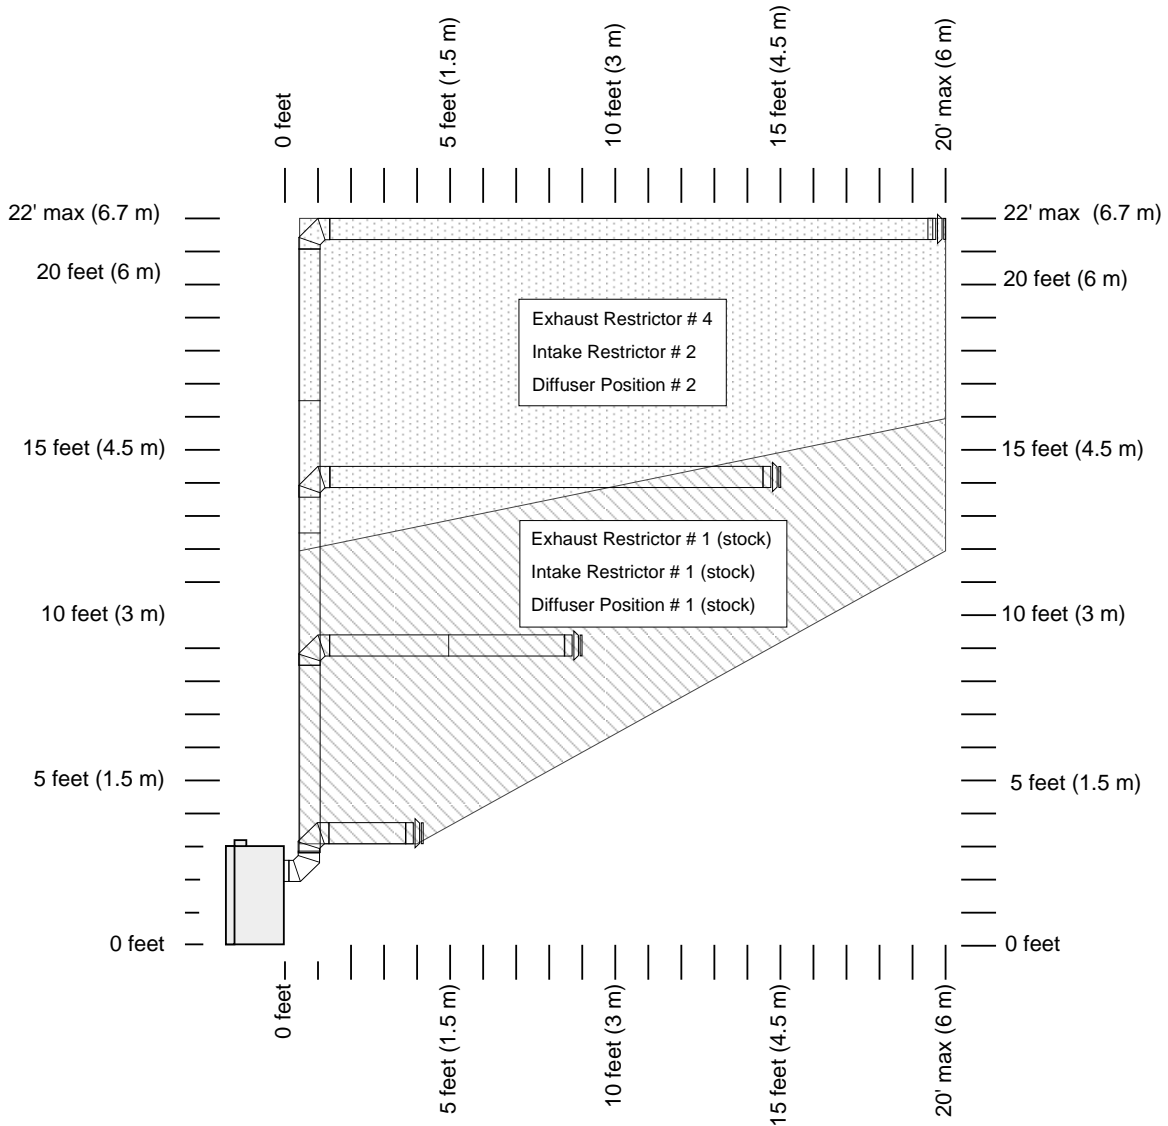 0 feet
5 feet (1.5 m)
10 feet (3 m)
15 feet (4.5 m)
20' max (6 m)
22' max (6.7 m)
22' max (6.7 m)
20 feet (6 m)
20 feet (6 m)
Exhaust Restrictor # 4
Intake Restrictor # 2
Diffuser Position # 2
15 feet (4.5 m)
15 feet (4.5 m)
Exhaust Restrictor # 1 (stock)
Intake Restrictor # 1 (stock)
Diffuser Position # 1 (stock)
10 feet (3 m)
10 feet (3 m)
5 feet (1.5 m)
5 feet (1.5 m)
0 feet
0 feet
0 feet
5 feet (1.5 m)
10 feet (3 m)
15 feet (4.5 m)
20' max (6 m)